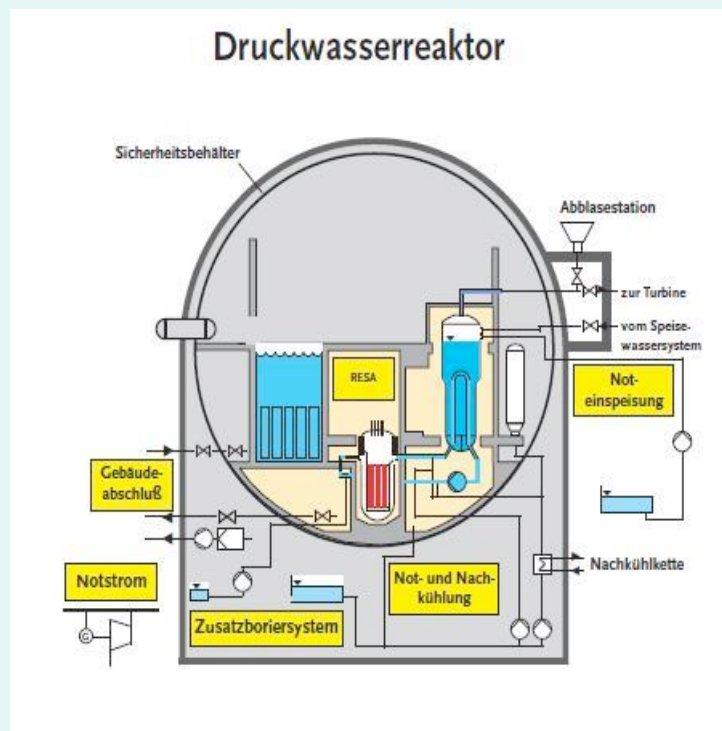 Druckwasserreaktor
Sicherheitsbehälter
Abblasestation
zur Turbine
vom Speise-
wassersystem
RESA
Not-
einspeisung
Gebäude-
abschluß
Notstrom
G
Zusatzboriersystem
Not- und Nach-
kühlung
Σ
Nachkühlkette